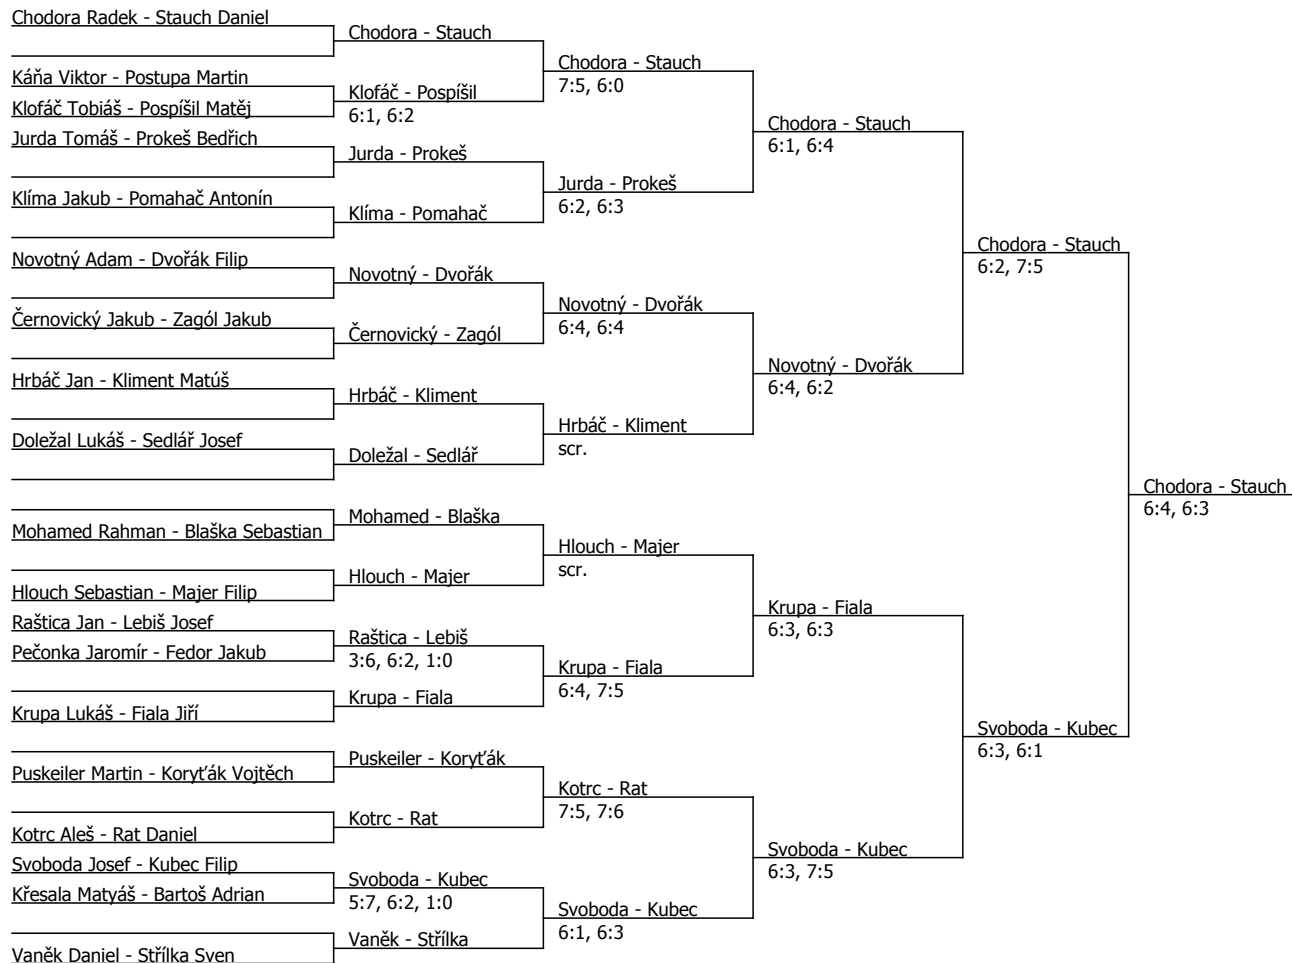 Chodora Radek - Stauch Daniel
Káňa Viktor - Postupa Martin
Klofáč Tobiáš - Pospíšil Matěj
Jurda Tomáš - Prokeš Bedřich
Klíma Jakub - Pomahač Antonín
Novotný Adam - Dvořák Filip
Černovický Jakub - Zagól Jakub
Hrbáč Jan - Kliment Matúš
Doležal Lukáš - Sedlář Josef
Mohamed Rahman - Blaška Sebastian
Hlouch Sebastian - Majer Filip
Raštica Jan - Lebiš Josef
Pečonka Jaromír - Fedor Jakub
Krupa Lukáš - Fiala Jiří
Puskeiler Martin - Koryťák Vojtěch
Kotrc Aleš - Rat Daniel
Svoboda Josef - Kubec Filip
Křesala Matyáš - Bartoš Adrian
Vaněk Daniel - Střílka Sven
Chodora - Stauch
Klofáč - Pospíšil
6:1, 6:2
Jurda - Prokeš
Klíma - Pomahač
Novotný - Dvořák
Černovický - Zagól
Hrbáč - Kliment
Doležal - Sedlář
Mohamed - Blaška
Hlouch - Majer
Raštica - Lebiš
3:6, 6:2, 1:0
Krupa - Fiala
Puskeiler - Koryťák
Kotrc - Rat
Svoboda - Kubec
5:7, 6:2, 1:0
Vaněk - Střílka
Chodora - Stauch
7:5, 6:0
Jurda - Prokeš
6:2, 6:3
Novotný - Dvořák
6:4, 6:4
Hrbáč - Kliment
scr.
Hlouch - Majer
scr.
Krupa - Fiala
6:4, 7:5
Kotrc - Rat
7:5, 7:6
Svoboda - Kubec
6:1, 6:3
Chodora - Stauch
6:1, 6:4
Novotný - Dvořák
6:4, 6:2
Krupa - Fiala
6:3, 6:3
Svoboda - Kubec
6:3, 7:5
Chodora - Stauch
6:2, 7:5
Svoboda - Kubec
6:3, 6:1
Chodora - Stauch
6:4, 6:3